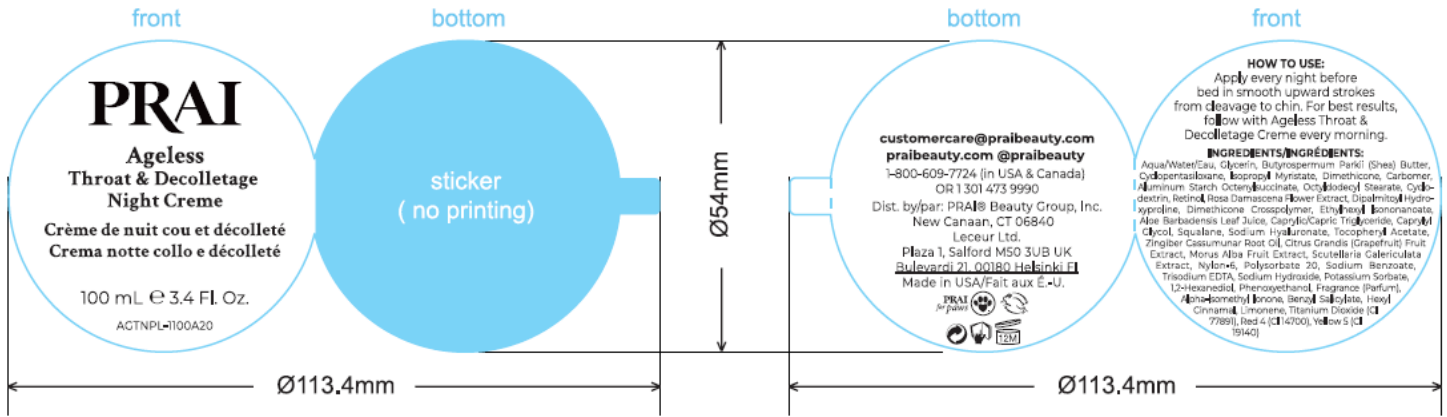 front
bottom
PRAI
Ageless
Throat & Decolletage
Night Creme
Crème de nuit cou et décolleté
Crema notte collo e décolleté
100 mL ℮ 3.4 Fl. Oz.
AGTNPL-1100A20
sticker
( no printing)
Ø113.4mm
Ø54mm
bottom
front
customercare@praibeauty.com
praibeauty.com @praibeauty
1-800-609-7724 (in USA & Canada)
OR 1 301 473 9990
Dist. by/par: PRAI® Beauty Group, Inc.
New Canaan, CT 06840
Leceur Ltd.
Plaza 1, Salford M50 3UB UK
Bulevardi 21, 00180 Helsinki FI
Made in USA/Fait aux É.-U.
PRAI
for paws
12M
HOW TO USE:
Apply every night before
bed in smooth upward strokes
from cleavage to chin. For best results,
follow with Ageless Throat &
Decolletage Creme every morning.
INGREDIENTS/INGRÉDIENTS:
Aqua/Water/Eau, Glycerin, Butyrospermum Parkii (Shea) Butter,
Cyclopentasiloxane, Isopropyl Myristate, Dimethicone, Carbomer,
Aluminum Starch Octenylsuccinate, Octyldodecyl Stearate, Cyclo-
dextrin, Retinol, Rosa Damascena Flower Extract, Dipalmitoyl Hydro-
xyproline, Dimethicone Crosspolymer, Ethylhexyl Isononanoate,
Aloe Barbadensis Leaf Juice, Caprylic/Capric Triglyceride, Caprylyl
Glycol, Squalane, Sodium Hyaluronate, Tocopheryl Acetate,
Zingiber Cassumunar Root Oil, Citrus Grandis (Grapefruit) Fruit
Extract, Morus Alba Fruit Extract, Scutellaria Galericulata
Extract, Nylon-6, Polysorbate 20, Sodium Benzoate,
Trisodium EDTA, Sodium Hydroxide, Potassium Sorbate,
1,2-Hexanediol, Phenoxyethanol, Fragrance (Parfum),
Alpha-Isomethyl Ionone, Benzyl Salicylate, Hexyl
Cinnamal, Limonene, Titanium Dioxide (CI
77891), Red 4 (CI 14700), Yellow 5 (CI
19140)
Ø113.4mm